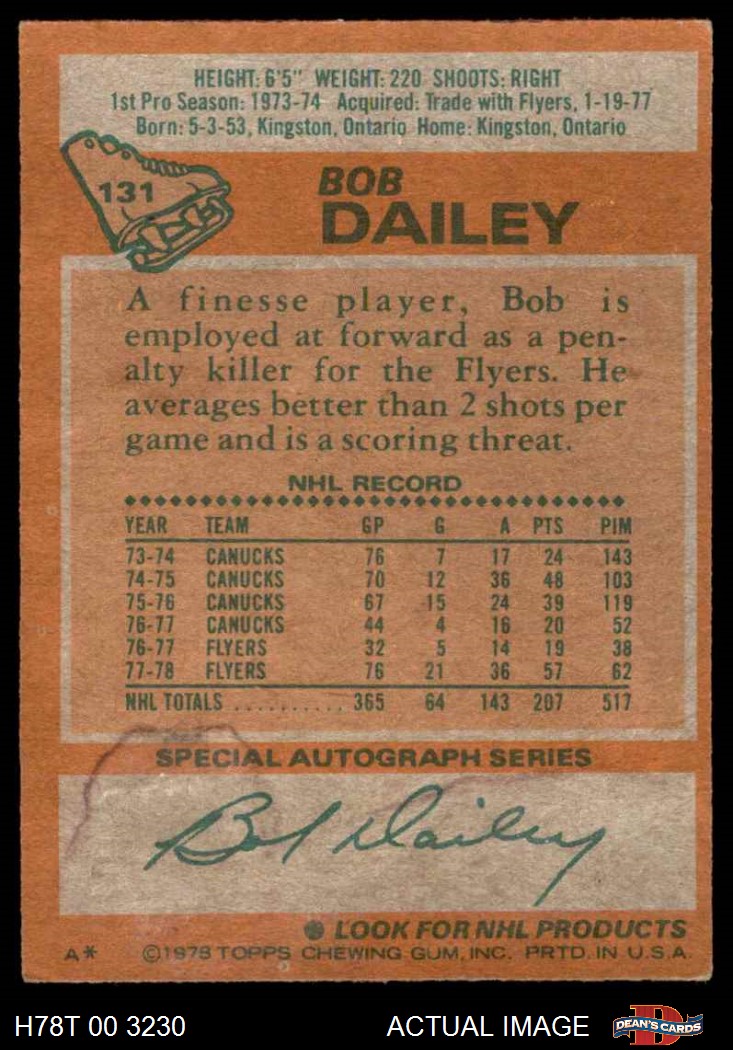 HEIGHT: 6'5" WEIGHT: 220 SHOOTS: RIGHT
1st Pro Season: 1973-74 Acquired: Trade with Flyers, 1-19-77
Born: 5-3-53, Kingston, Ontario Home: Kingston, Ontario
131
BOB
DAILEY
A finesse player, Bob is
employed at forward as a pen-
alty killer for the Flyers. He
averages better than 2 shots per
game and is a scoring threat.
NHL RECORD
YEAR TEAM GP G A PTS PIM
73-74 CANUCKS 76 7 17 24 143
74-75 CANUCKS 70 12 36 48 103
75-76 CANUCKS 67 15 24 39 119
76-77 CANUCKS 44 4 16 20 52
76-77 FLYERS 32 5 14 19 38
77-78 FLYERS 76 21 36 57 62
NHL TOTALS .......... 365 64 143 207 517
SPECIAL AUTOGRAPH SERIES
Bob Dailey
LOOK FOR NHL PRODUCTS
A* ©1978 TOPPS CHEWING GUM, INC. PRTD. IN U.S.A.
H78T 00 3230 ACTUAL IMAGE DEAN'S CARDS